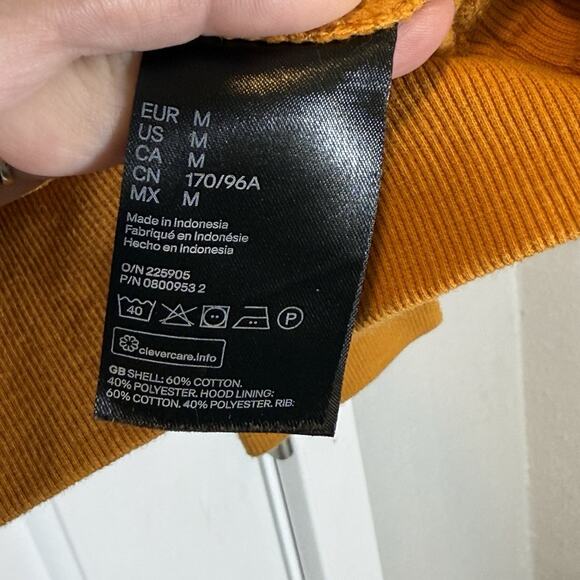 EUR M
US M
CA M
CN 170/96A
MX M
Made in Indonesia
Fabriqué en Indonésie
Hecho en Indonesia
O/N 225905
P/N 0800953 2
40 P
clevercare.info
GB SHELL: 60% COTTON.
40% POLYESTER. HOOD LINING:
60% COTTON. 40% POLYESTER. RIB: